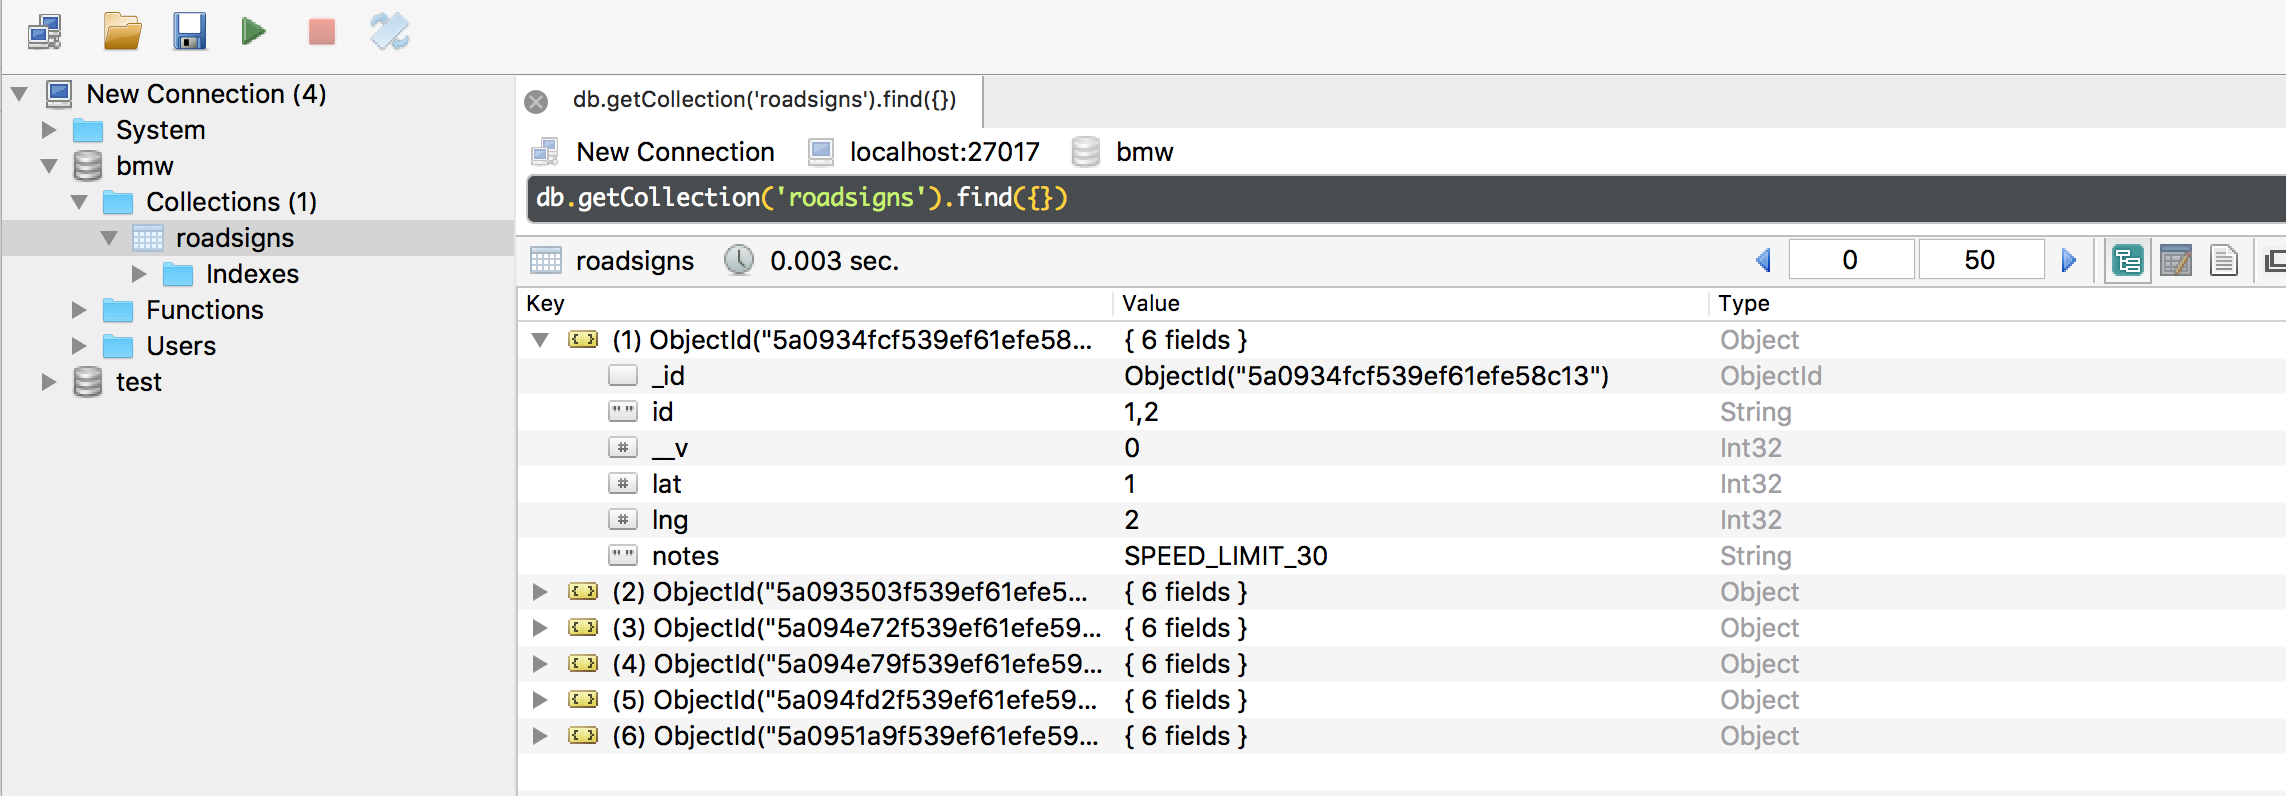 New Connection (4)
System
bmw
Collections (1)
roadsigns
Indexes
Functions
Users
test
db.getCollection('roadsigns').find({})
New Connection localhost:27017 bmw
db.getCollection('roadsigns').find({})
roadsigns 0.003 sec. 0 50
Key Value Type
(1) ObjectId("5a0934fcf539ef61efe58... { 6 fields } Object
_id ObjectId("5a0934fcf539ef61efe58c13") ObjectId
id 1,2 String
__v 0 Int32
lat 1 Int32
lng 2 Int32
notes SPEED_LIMIT_30 String
(2) ObjectId("5a093503f539ef61efe5... { 6 fields } Object
(3) ObjectId("5a094e72f539ef61efe59... { 6 fields } Object
(4) ObjectId("5a094e79f539ef61efe59... { 6 fields } Object
(5) ObjectId("5a094fd2f539ef61efe59... { 6 fields } Object
(6) ObjectId("5a0951a9f539ef61efe59... { 6 fields } Object